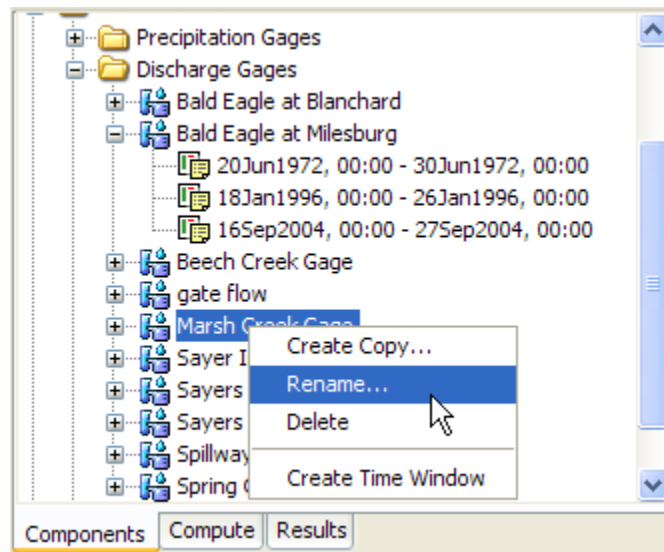 Precipitation Gages
Discharge Gages
Bald Eagle at Blanchard
Bald Eagle at Milesburg
20Jun1972, 00:00 - 30Jun1972, 00:00
18Jan1996, 00:00 - 26Jan1996, 00:00
16Sep2004, 00:00 - 27Sep2004, 00:00
Beech Creek Gage
gate flow
Marsh Creek Gage
Create Copy...
Sayer
Rename...
Sayers
Delete
Sayers
Spillway
Create Time Window
Spring
Components Compute Results